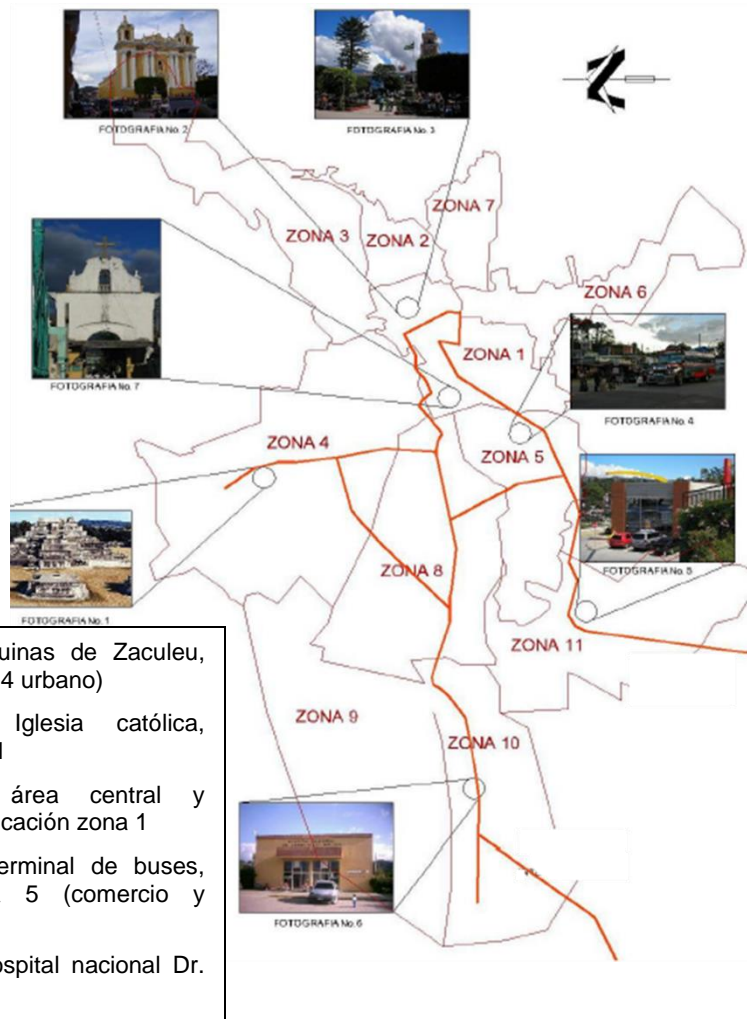 FOTOGRAFIA No. 2
FOTOGRAFIA No. 3
ZONA 7
ZONA 3
ZONA 2
ZONA 6
ZONA 1
FOTOGRAFIA No. 7
FOTOGRAFIA No. 4
ZONA 4
ZONA 5
FOTOGRAFIA No. 5
ZONA 8
FOTOGRAFIA No. 1
ZONA 11
uinas de Zaculeu,
4 urbano)
Iglesia católica,
área central y
cación zona 1
erminal de buses,
5 (comercio y
ospital nacional Dr.
ZONA 9
ZONA 10
FOTOGRAFIA No. 6